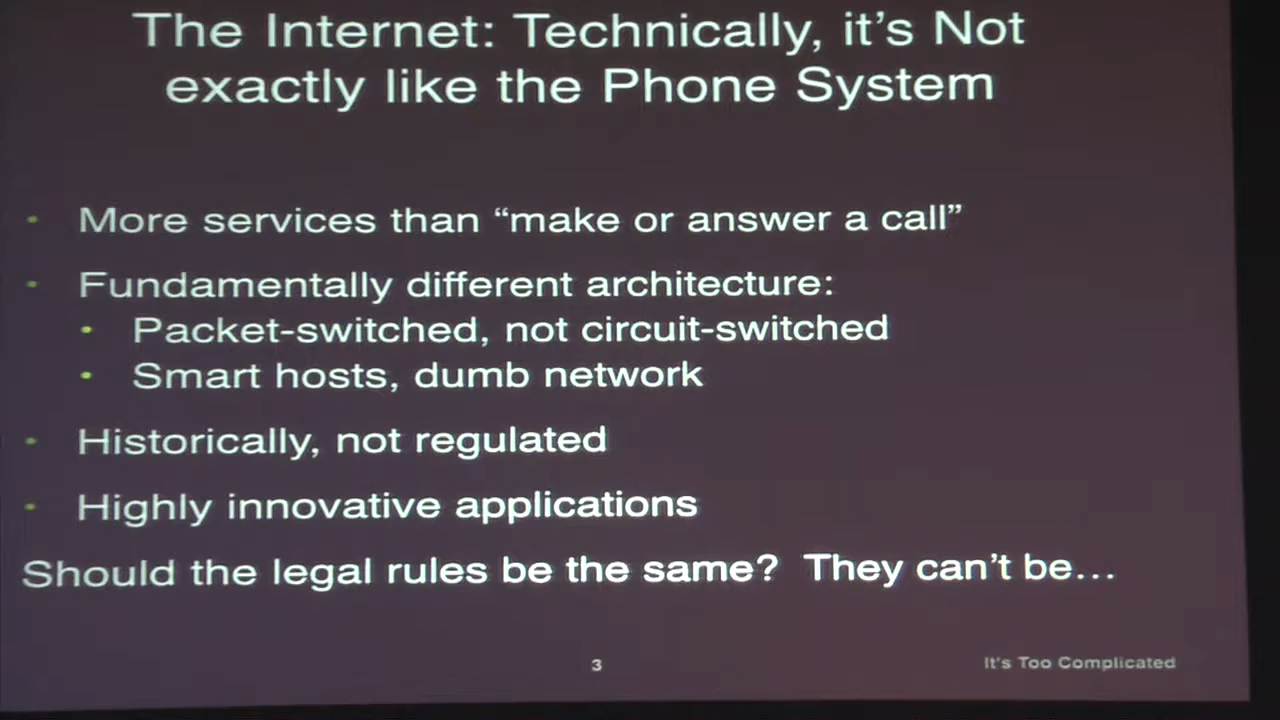 The Internet: Technically, it's Not
exactly like the Phone System
• More services than “make or answer a call”
• Fundamentally different architecture:
• Packet-switched, not circuit-switched
• Smart hosts, dumb network
• Historically, not regulated
• Highly innovative applications
Should the legal rules be the same? They can't be...
3
It's Too Complicated